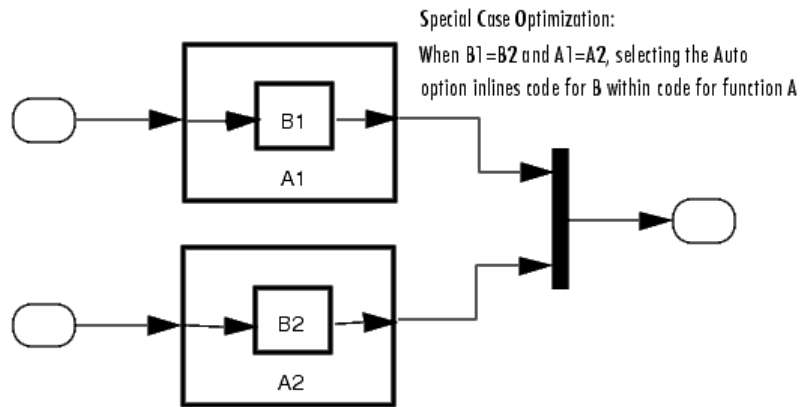 Special Case Optimization:
When B1=B2 and A1=A2, selecting the Auto
option inlines code for B within code for function A
B1
A1
B2
A2